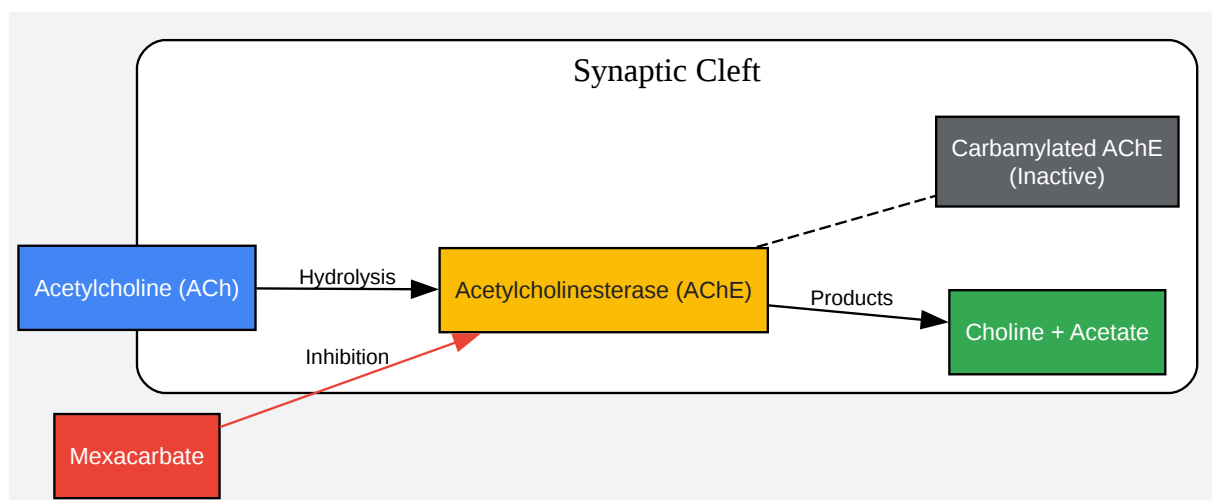 Synaptic Cleft
Carbamylated AChE
(Inactive)
Acetylcholine (ACh)
Hydrolysis
Acetylcholinesterase (AChE)
Products
Choline + Acetate
Inhibition
Mexacarbate